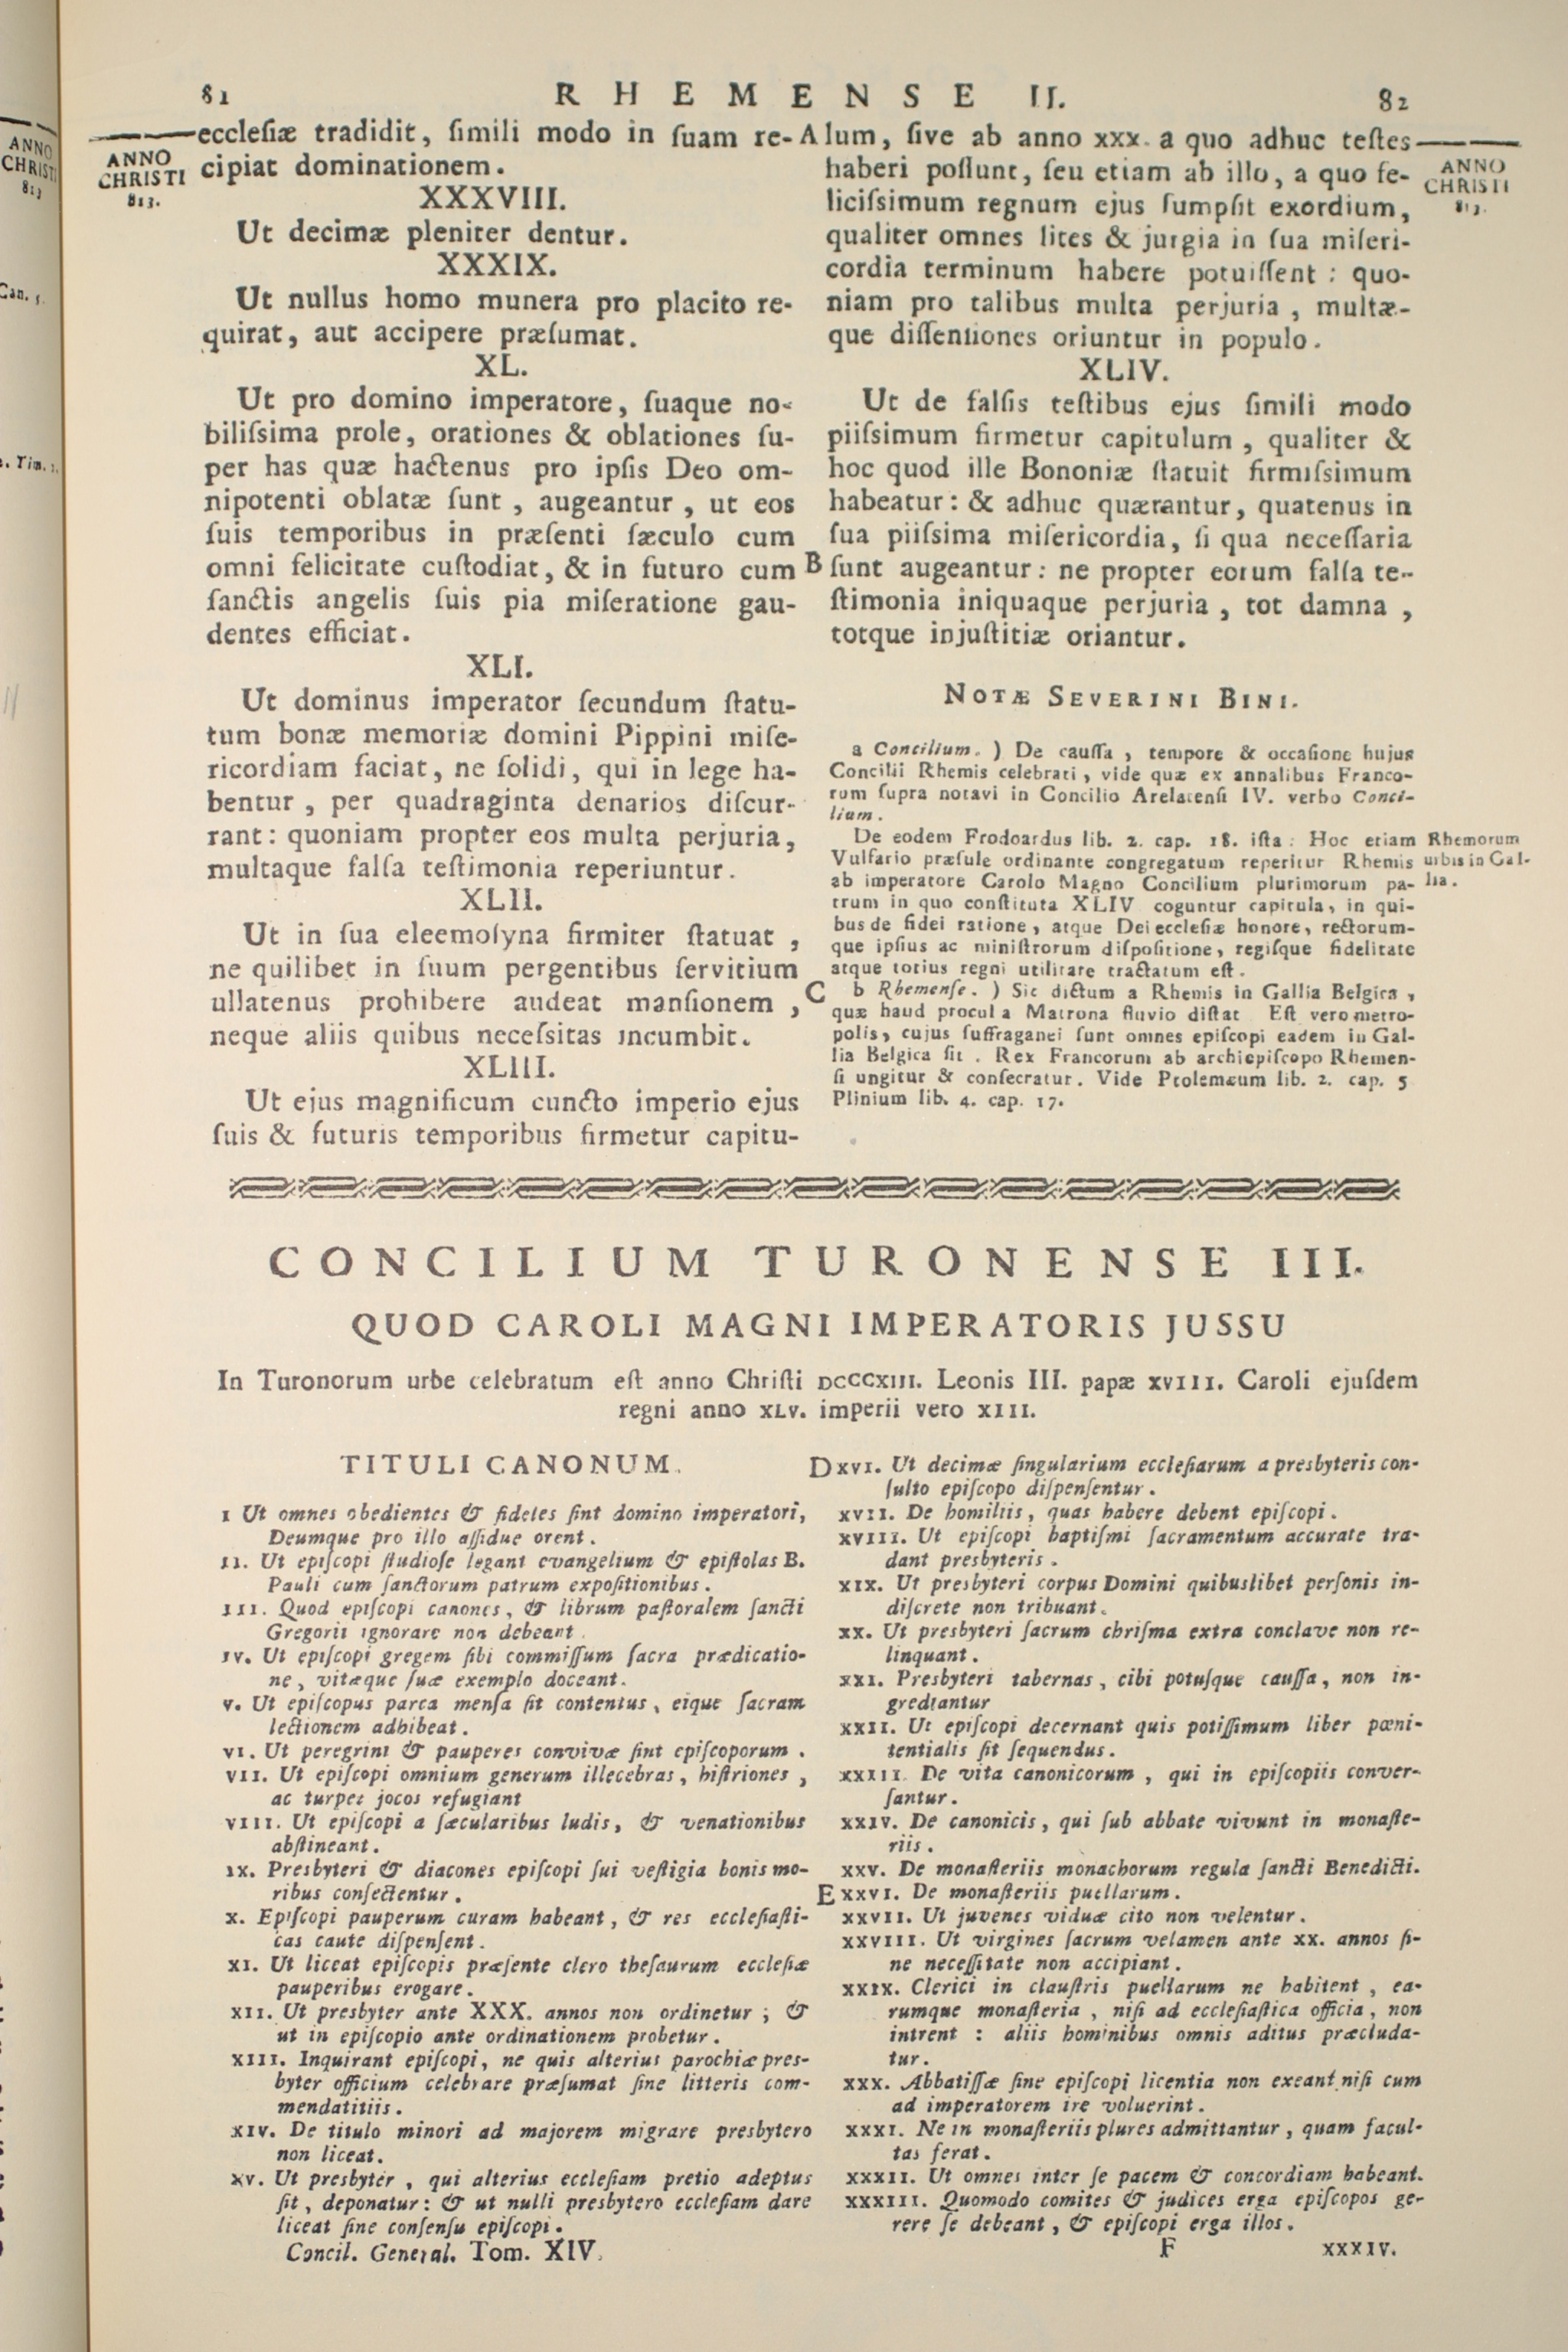 81
RHEMENSE II.
82
ANNO
CHRISTI
813.
ecclesiæ tradidit, simili modo in suam re-
cipiat dominationem.
XXXVIII.
Ut decimæ pleniter dentur.
XXXIX.
Ut nullus homo munera pro placito re-
quirat, aut accipere præsumat.
XL.
Ut pro domino imperatore, suaque no-
bilissima prole, orationes & oblationes su-
per has quæ hactenus pro ipsis Deo om-
nipotenti oblatæ sunt, augeantur, ut eos
suis temporibus in præsenti sæculo cum
omni felicitate custodiat, & in futuro cum
sanctis angelis suis pia miseratione gau-
dentes efficiat.
XLI.
Ut dominus imperator secundum statu-
tum bonæ memoriæ domini Pippini mise-
ricordiam faciat, ne solidi, qui in lege ha-
bentur, per quadraginta denarios discur-
rant: quoniam propter eos multa perjuria,
multaque falsa testimonia reperiuntur.
XLII.
Ut in sua eleemosyna firmiter statuat,
ne quilibet in suum pergentibus servitium
ullatenus prohibere audeat mansionem,
neque aliis quibus necessitas incumbit.
XLIII.
Ut ejus magnificum cuncto imperio ejus
suis & futuris temporibus firmetur capitu-
A
B
C
lum, sive ab anno xxx. a quo adhuc testes
haberi possunt, seu etiam ab illo, a quo fe-
licissimum regnum ejus sumpsit exordium,
qualiter omnes lites & jurgia in sua miseri-
cordia terminum habere potuissent: quo-
niam pro talibus multa perjuria, multæ-
que dissentiones oriuntur in populo.
XLIV.
Ut de falsis testibus ejus simili modo
piissimum firmetur capitulum, qualiter &
hoc quod ille Bononiæ statuit firmissimum
habeatur: & adhuc quærantur, quatenus in
sua piissima misericordia, si qua necessaria
sunt augeantur: ne propter eorum falsa te-
stimonia iniquaque perjuria, tot damna,
totque injustitiæ oriantur.
NOTÆ SEVERINI BINI.
a Concilium.) De caussa, tempore & occasione hujus
Concilii Rhemis celebrati, vide quæ ex annalibus Franco-
rum supra notavi in Concilio Arelatensi IV. verbo Conci-
lium.
De eodem Frodoardus lib. 2. cap. 18. ista: Hoc etiam
Vulfario præsule ordinante congregatum reperitur Rhemis
ab imperatore Carolo Magno Concilium plurimorum pa-
trum in quo constituta XLIV coguntur capitula, in qui-
bus de fidei ratione, atque Dei ecclesiæ honore, rectorum-
que ipsius ac ministrorum dispositione, regisque fidelitate
atque totius regni utilitate tractatum est.
b Rhemense.) Sic dictum a Rhemis in Gallia Belgica,
quæ haud procul a Matrona fluvio distat Est vero metro-
polis, cujus suffraganei sunt omnes episcopi eadem in Gal-
lia Belgica sit. Rex Francorum ab archiepiscopo Rhemen-
si ungitur & consecratur. Vide Ptolemæum lib. 2. cap. 5
Plinium lib. 4. cap. 17.
ANNO
CHRISTI
813.
Rhemorum
urbis in Gal-
lia.
CONCILIUM TURONENSE III.
QUOD CAROLI MAGNI IMPERATORIS JUSSU
In Turonorum urbe celebratum est anno Christi DCCCXIII. Leonis III. papæ XVIII. Caroli ejusdem
regni anno XLV. imperii vero XIII.
TITULI CANONUM.
I Ut omnes obedientes & fideles sint domino imperatori,
Deumque pro illo assidue orent.
II. Ut episcopi studiose legant evangelium & epistolas B.
Pauli cum sanctorum patrum expositionibus.
III. Quod episcopi canones, & librum pastoralem sancti
Gregorii ignorare non debeant.
IV. Ut episcopi gregem sibi commissum sacra prædicatio-
ne, vitæque suæ exemplo doceant.
V. Ut episcopus parca mensa sit contentus, eique sacram
lectionem adhibeat.
VI. Ut peregrini & pauperes convivæ sint episcoporum.
VII. Ut episcopi omnium generum illecebras, histriones,
ac turpes jocos refugiant
VIII. Ut episcopi a sæcularibus ludis, & venationibus
abstineant.
IX. Presbyteri & diacones episcopi sui vestigia bonis mo-
ribus consectentur.
X. Episcopi pauperum curam habeant, & res ecclesiasti-
cas caute dispensent.
XI. Ut liceat episcopis præsente clero thesaurum ecclesiæ
pauperibus erogare.
XII. Ut presbyter ante XXX. annos non ordinetur; &
ut in episcopio ante ordinationem probetur.
XIII. Inquirant episcopi, ne quis alterius parochiæ pres-
byter officium celebrare præsumat sine litteris com-
mendatitiis.
XIV. De titulo minori ad majorem migrare presbytero
non liceat.
XV. Ut presbyter, qui alterius ecclesiam pretio adeptus
sit, deponatur: & ut nulli presbytero ecclesiam dare
liceat sine consensu episcopi.
Concil. General. Tom. XIV.
D
E
XVI. Ut decimæ singularium ecclesiarum a presbyteris con-
sulto episcopo dispensentur.
XVII. De homiliis, quas habere debent episcopi.
XVIII. Ut episcopi baptismi sacramentum accurate tra-
dant presbyteris.
XIX. Ut presbyteri corpus Domini quibuslibet personis in-
discrete non tribuant.
XX. Ut presbyteri sacrum chrisma extra conclave non re-
linquant.
XXI. Presbyteri tabernas, cibi potusque caussa, non in-
grediantur
XXII. Ut episcopi decernant quis potissimum liber pœni-
tentialis sit sequendus.
XXIII. De vita canonicorum, qui in episcopiis conver-
santur.
XXIV. De canonicis, qui sub abbate vivunt in monaste-
riis.
XXV. De monasteriis monachorum regula sancti Benedicti.
XXVI. De monasteriis puellarum.
XXVII. Ut juvenes viduæ cito non velentur.
XXVIII. Ut virgines sacrum velamen ante XX. annos si-
ne necessitate non accipiant.
XXIX. Clerici in claustris puellarum ne habitent, ea-
rumque monasteria, nisi ad ecclesiastica officia, non
intrent: aliis hominibus omnis aditus præcluda-
tur.
XXX. Abbatissæ sine episcopi licentia non exeant nisi cum
ad imperatorem ire voluerint.
XXXI. Ne in monasteriis plures admittantur, quam facul-
tas ferat.
XXXII. Ut omnes inter se pacem & concordiam habeant.
XXXIII. Quomodo comites & judices erga episcopos ge-
rere se debeant, & episcopi erga illos.
F
XXXIV.
ANNO
CHRISTI
813
Can. 5.
Tim.